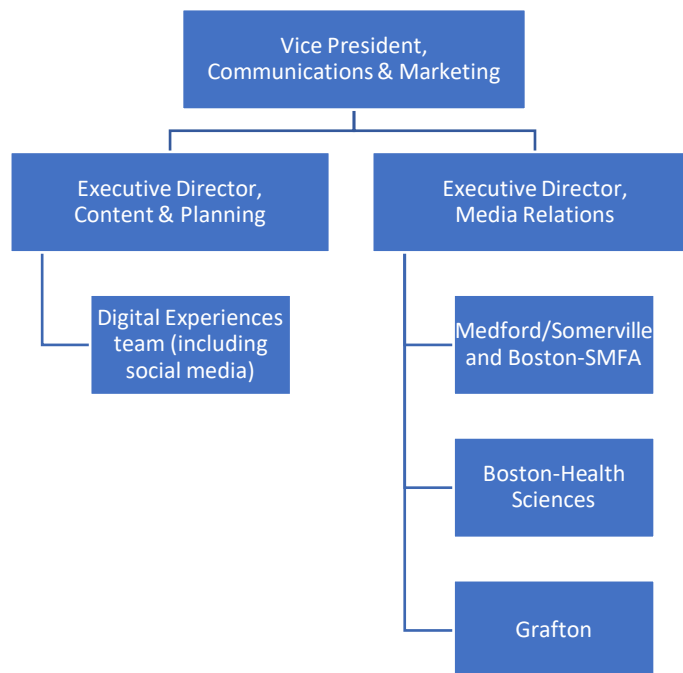 Vice President,
Communications & Marketing
Executive Director,
Content & Planning
Executive Director,
Media Relations
Digital Experiences
team (including
social media)
Medford/Somerville
and Boston-SMFA
Boston-Health
Sciences
Grafton